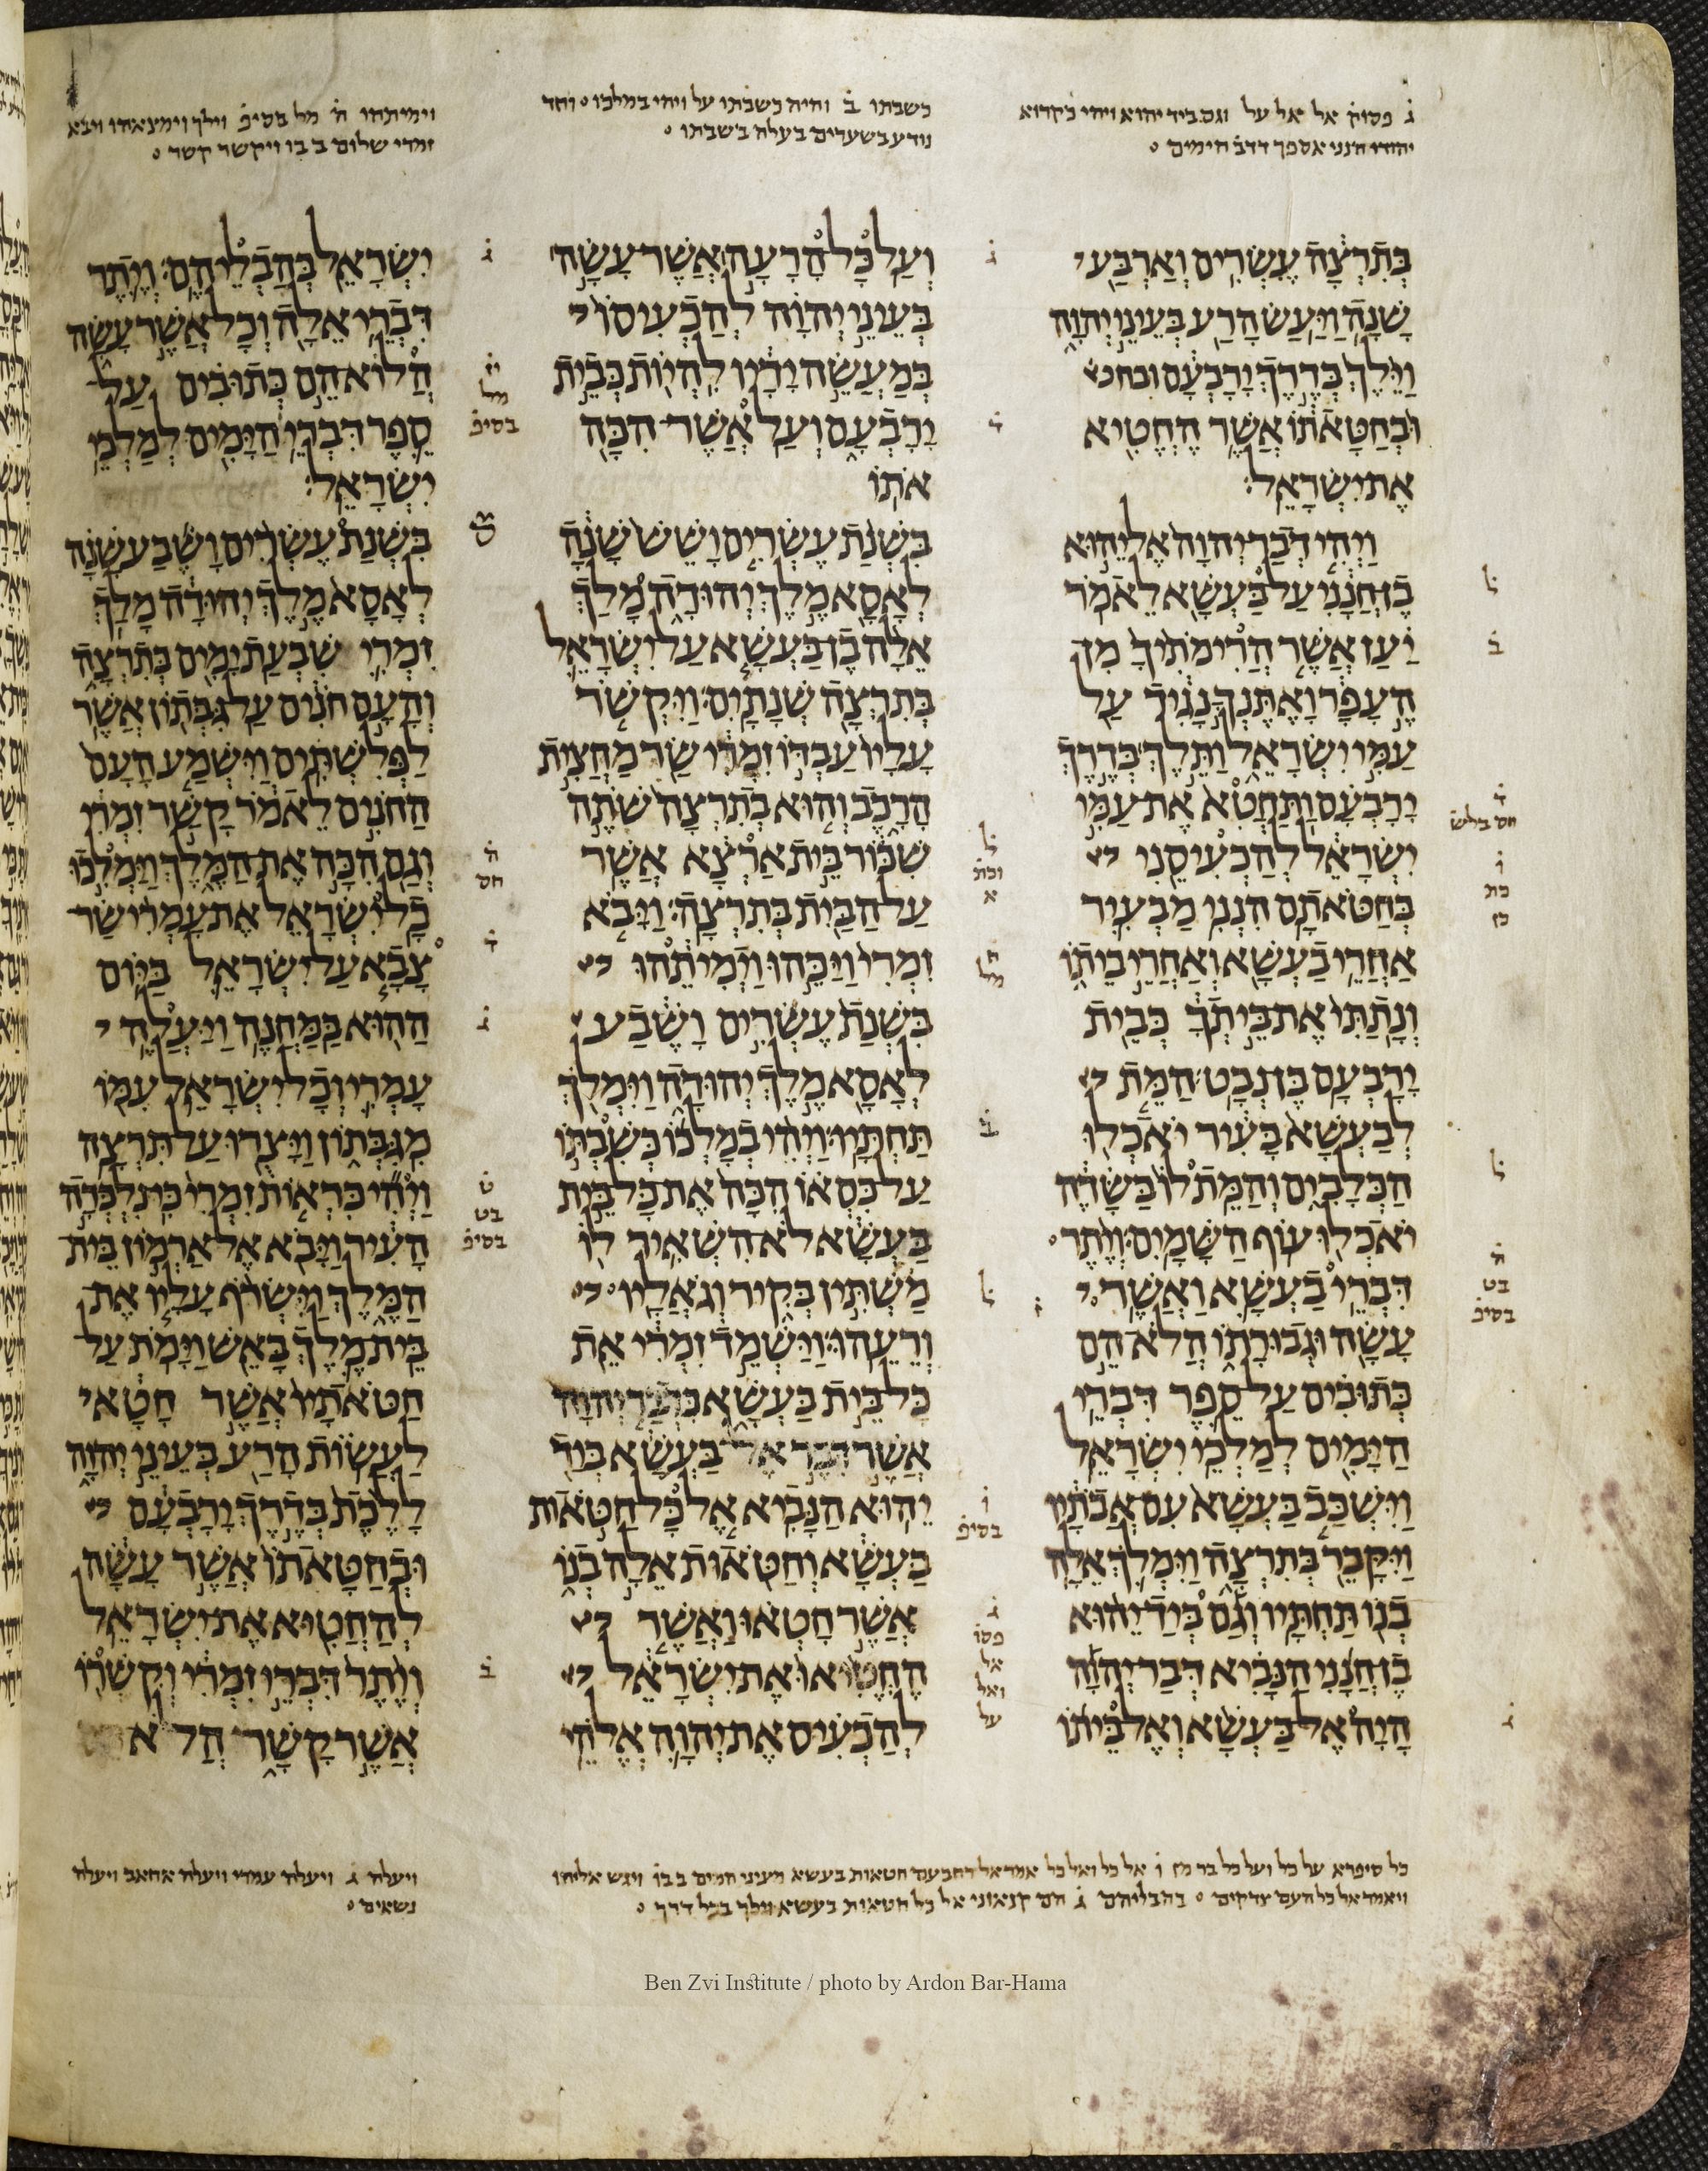 ג פסוק אל אל על וגם ביד יהוא ויהי כקרוא
יהודי הנני אספך דדב הימים
כשבתו ב והיה כשבתו על ויהי במלכו וחד
נודע בשערים בעלה בשבתו
וימיתהו ה מל בסיפ וילך וימצאהו ויבא
זמרי שלום ב בו ויקשר קשר
בתרצה עשרים וארבע
שנה ויעש הרע בעיני יהוה
וילך בדרך ירבעם
ובחטאתו אשר החטיא
את ישראל
ויהי דבר יהוה אל יהוא
בן חנני על בעשא לאמר
יען אשר הרימתיך מן
העפר ואתנך נגיד על
עמי ישראל ותלך בדרך
ירבעם ותחטא את עמי
ישראל להכעיסני
בחטאתם הנני מבעיר
אחרי בעשא ואחרי ביתו
ונתתי את ביתך כבית
ירבעם בן נבט המת
לבעשא בעיר יאכלו
הכלבים והמת לו בשדה
יאכלו עוף השמים ויתר
דברי בעשא ואשר
עשה וגבורתו הלא הם
כתובים על ספר דברי
הימים למלכי ישראל
וישכב בעשא עם אבתיו
ויקבר בתרצה וימלך אלה
בנו תחתיו וגם ביד יהוא
בן חנני הנביא דבר יהוה
היה אל בעשא ואל ביתו
ועל כל הרעה אשר עשה
בעיני יהוה להכעיסו
במעשה ידיו להיות כבית
ירבעם ועל אשר הכה
אתו
בשנת עשרים ושש שנה
לאסא מלך יהודה מלך
אלה בן בעשא על ישראל
בתרצה שנתים ויקשר
עליו עבדו זמרי שר מחצית
הרכב והוא בתרצה שתה
שכור בית ארצא אשר
על הבית בתרצה ויבא
זמרי ויכהו וימיתהו
בשנת עשרים ושבע
לאסא מלך יהודה וימלך
תחתיו ויהי במלכו כשבתו
על כסאו הכה את כל בית
בעשא לא השאיר לו
משתין בקיר וגאליו
ורעהו וישמד זמרי את
כל בית בעשא כדבר יהוה
אשר דבר אל בעשא ביד
יהוא הנביא אל כל חטאות
בעשא וחטאות אלה בנו
אשר חטאו ואשר
החטיאו את ישראל
להכעיס את יהוה אלהי
ישראל בהבליהם ויתר
דברי אלה וכל אשר עשה
הלוא הם כתובים על
ספר דברי הימים למלכי
ישראל
בשנת עשרים ושבע שנה
לאסא מלך יהודה מלך
זמרי שבעת ימים בתרצה
והעם חנים על גבתון אשר
לפלשתים וישמע העם
החנים לאמר קשר זמרי
וגם הכה את המלך וימלכו
כל ישראל את עמרי שר
צבא על ישראל ביום
ההוא במחנה ויעלה
עמרי וכל ישראל עמו
מגבתון ויצרו על תרצה
ויהי כראות זמרי כי נלכדה
העיר ויבא אל ארמון בית
המלך וישרף עליו את
בית מלך באש וימת על
חטאתיו אשר חטא
לעשות הרע בעיני יהוה
ללכת בדרך ירבעם
ובחטאתו אשר עשה
להחטיא את ישראל
ויתר דברי זמרי וקשרו
אשר קשר הלא
כל סיפרא על כל ועל כל בר מן ו אל כל ואל כל
ויאמר אל כל העם צדקים בהבליהם ג הם קנאוני אל כל חטאות בעשא וילך בכל דרך
ויעלה ג ויעלה עמרי ויעלה אחאב ויעלה
נשאים
Ben Zvi Institute / photo by Ardon Bar-Hama